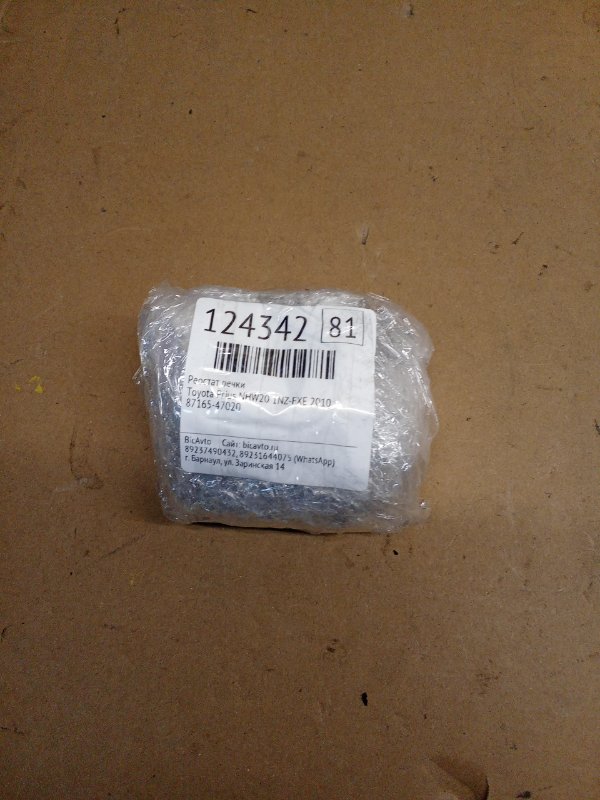 124342 81
Реостат печки
Toyota Prius NHW20 1NZ-FXE 2010
87165-47020
BicAvto Сайт: bicavto.ru
89237490432, 89231644075 (WhatsApp)
г. Барнаул, ул. Заринская 14